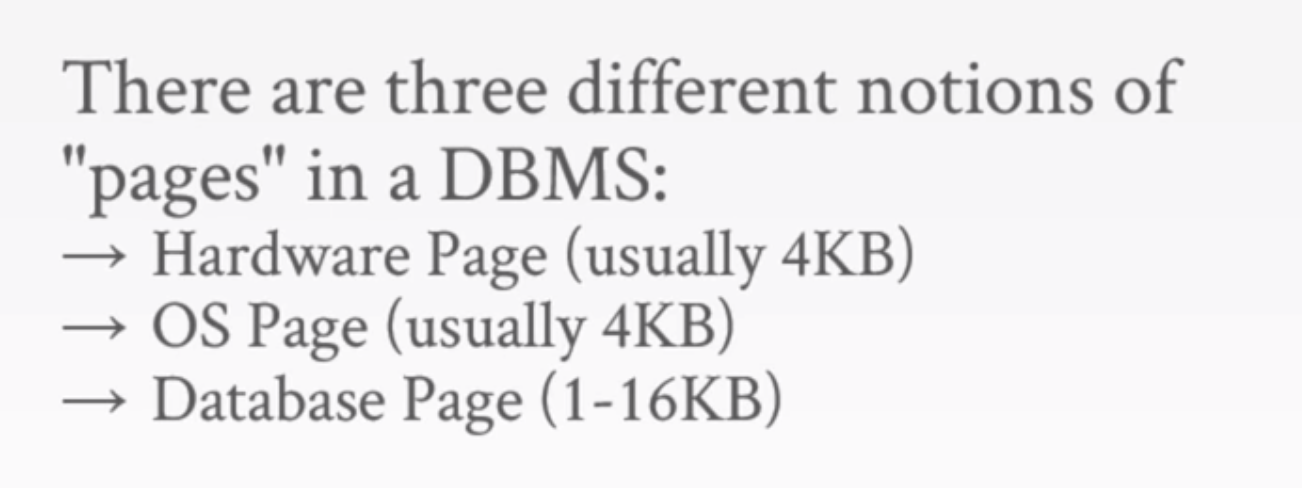 There are three different notions of
"pages" in a DBMS:
→ Hardware Page (usually 4KB)
→ OS Page (usually 4KB)
→ Database Page (1-16KB)